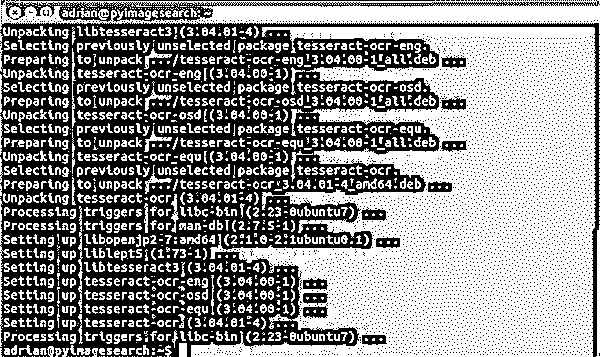 adrian@pyimagesearch: ~
Unpacking libtesseract3 (3.04.01-4) ...
Selecting previously unselected package tesseract-ocr-eng.
Preparing to unpack .../tesseract-ocr-eng_3.04.00-1_all.deb ...
Unpacking tesseract-ocr-eng (3.04.00-1) ...
Selecting previously unselected package tesseract-ocr-osd.
Preparing to unpack .../tesseract-ocr-osd_3.04.00-1_all.deb ...
Unpacking tesseract-ocr-osd (3.04.00-1) ...
Selecting previously unselected package tesseract-ocr-equ.
Preparing to unpack .../tesseract-ocr-equ_3.04.00-1_all.deb ...
Unpacking tesseract-ocr-equ (3.04.00-1) ...
Selecting previously unselected package tesseract-ocr.
Preparing to unpack .../tesseract-ocr_3.04.01-4_amd64.deb ...
Unpacking tesseract-ocr (3.04.01-4) ...
Processing triggers for libc-bin (2.23-0ubuntu7) ...
Processing triggers for man-db (2.7.5-1) ...
Setting up libopenjp2-7:amd64 (2.1.0-2.1ubuntu0.1) ...
Setting up liblept5 (1.73-1) ...
Setting up libtesseract3 (3.04.01-4) ...
Setting up tesseract-ocr-eng (3.04.00-1) ...
Setting up tesseract-ocr-osd (3.04.00-1) ...
Setting up tesseract-ocr-equ (3.04.00-1) ...
Setting up tesseract-ocr (3.04.01-4) ...
Processing triggers for libc-bin (2.23-0ubuntu7) ...
adrian@pyimagesearch:~$